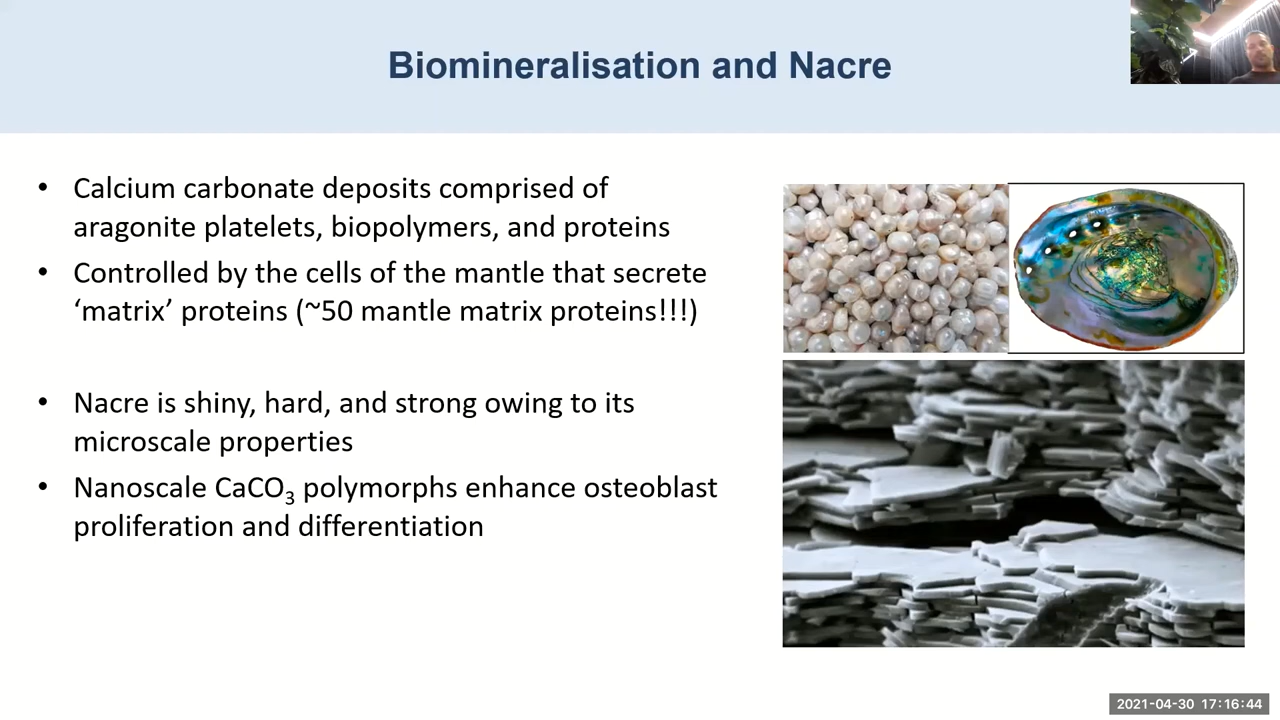 Biomineralisation and Nacre
• Calcium carbonate deposits comprised of
aragonite platelets, biopolymers, and proteins
• Controlled by the cells of the mantle that secrete
‘matrix’ proteins (~50 mantle matrix proteins!!!)
• Nacre is shiny, hard, and strong owing to its
microscale properties
• Nanoscale CaCO₃ polymorphs enhance osteoblast
proliferation and differentiation
2021-04-30 17:16:44